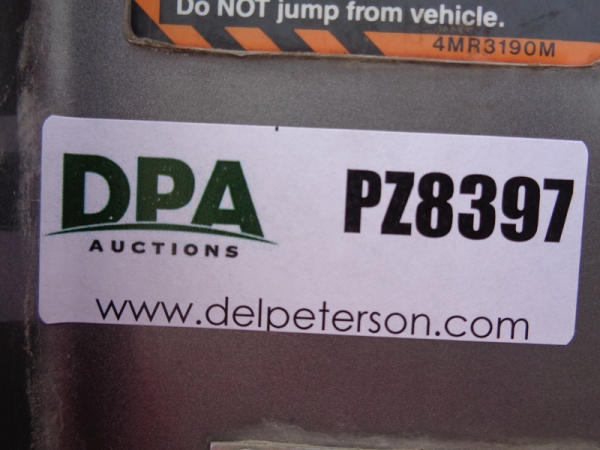 Do NOT jump from vehicle.
4MR3190M
DPA
AUCTIONS
PZ8397
www.delpeterson.com